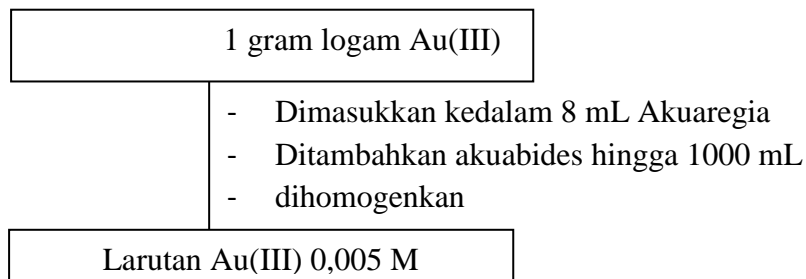 1 gram logam Au(III)
- Dimasukkan kedalam 8 mL Akuaregia
- Ditambahkan akuabides hingga 1000 mL
- dihomogenkan
Larutan Au(III) 0,005 M